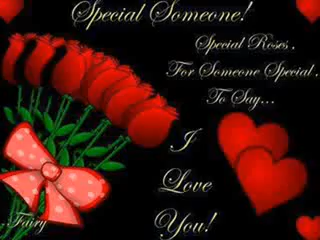 Special Someone!
Special Roses.
For Someone Special.
To Say...
I
Love
You!
Fairy